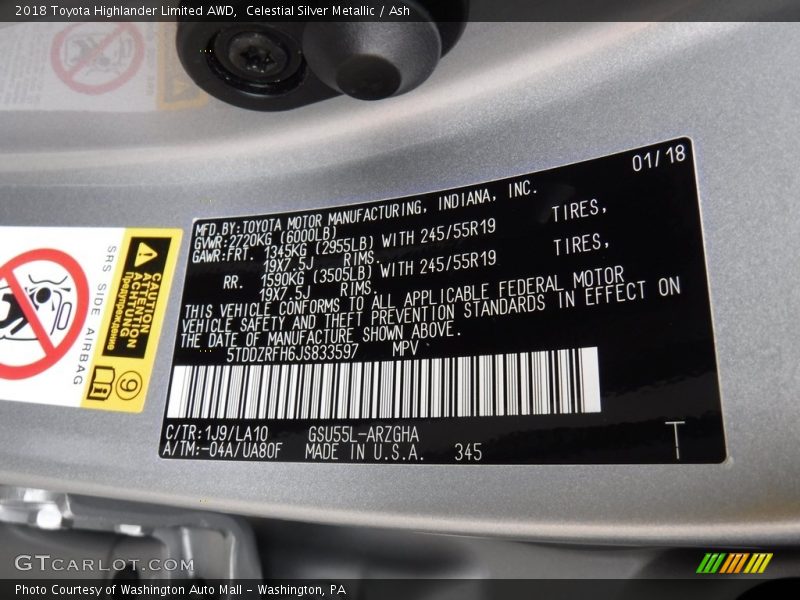 2018 Toyota Highlander Limited AWD,  Celestial Silver Metallic / Ash
01/18
MFD.BY:TOYOTA MOTOR MANUFACTURING, INDIANA, INC.
GVWR:2720KG (6000LB)
GAWR:FRT. 1345KG (2955LB) WITH 245/55R19 TIRES,
19X7.5J RIMS.
RR. 1590KG (3505LB) WITH 245/55R19 TIRES,
19X7.5J RIMS.
THIS VEHICLE CONFORMS TO ALL APPLICABLE FEDERAL MOTOR
VEHICLE SAFETY AND THEFT PREVENTION STANDARDS IN EFFECT ON
THE DATE OF MANUFACTURE SHOWN ABOVE.
5TDDZRFH6JS833597 MPV
C/TR:1J9/LA10 GSU55L-ARZGHA
A/TM:-04A/UA80F MADE IN U.S.A. 345
T
SRS SIDE AIRBAG
CAUTION
ATTENTION
ACHTUNG
Предупреждение
9
GTCARLOT.COM
Photo Courtesy of Washington Auto Mall - Washington, PA